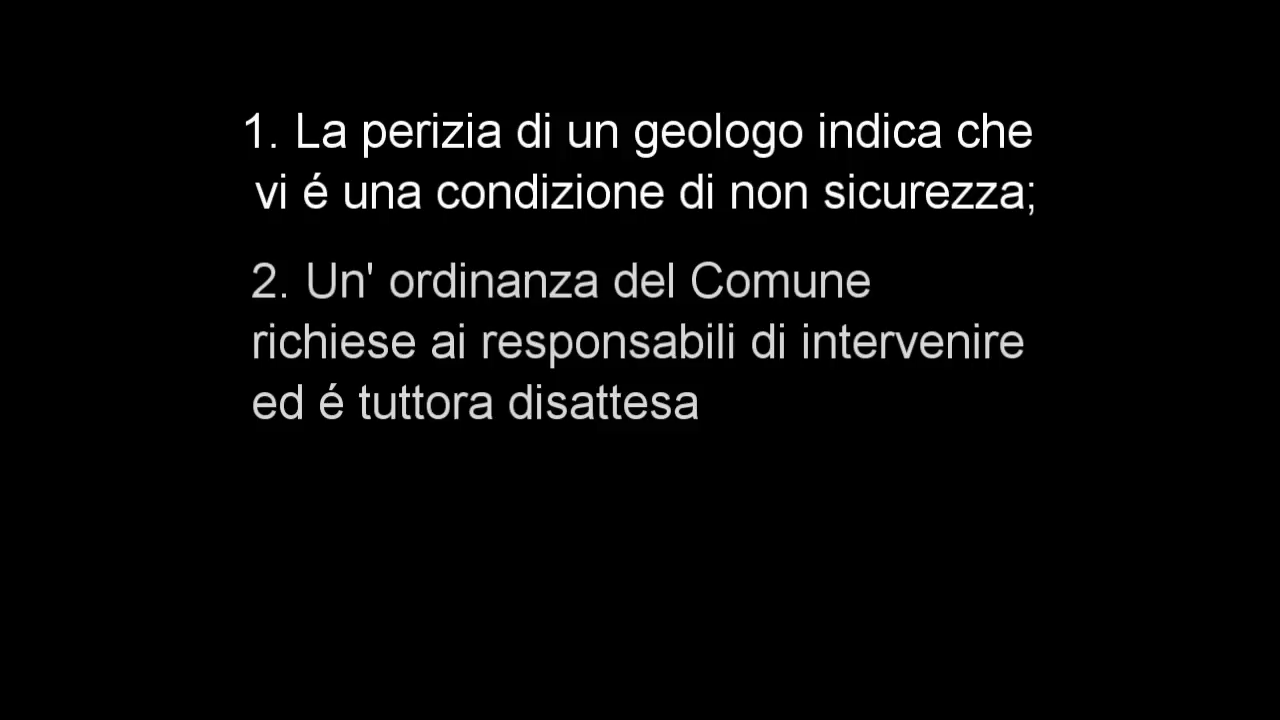 1. La perizia di un geologo indica che
vi é una condizione di non sicurezza;
2. Un' ordinanza del Comune
richiese ai responsabili di intervenire
ed é tuttora disattesa